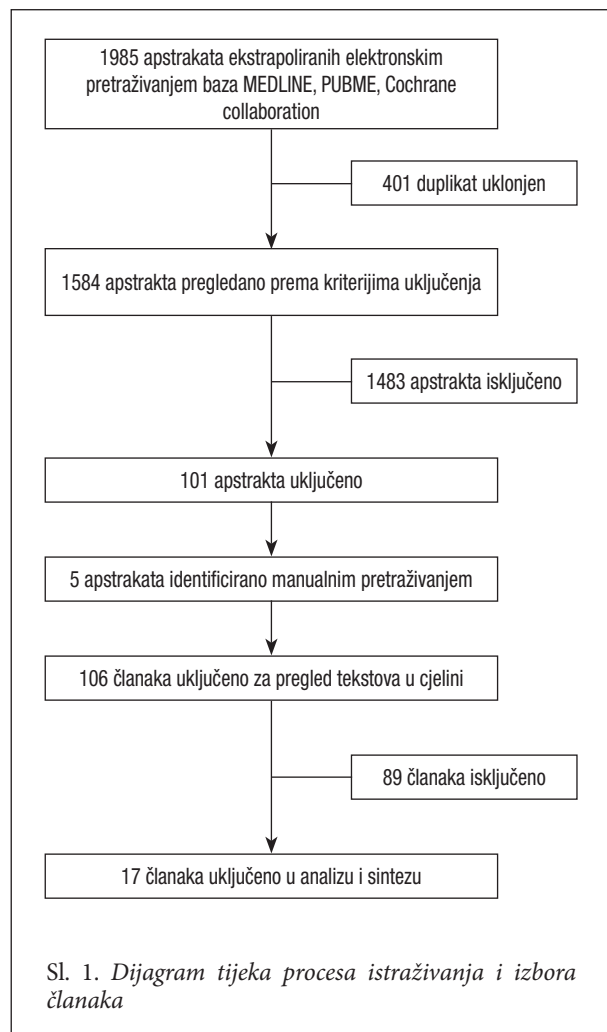 1985 apstrakata ekstrapoliranih elektronskim
pretraživanjem baza MEDLINE, PUBME, Cochrane
collaboration
401 duplikat uklonjen
1584 apstrakta pregledano prema kriterijima uključenja
1483 apstrakta isključeno
101 apstrakta uključeno
5 apstrakata identificirano manualnim pretraživanjem
106 članaka uključeno za pregled tekstova u cjelini
89 članaka isključeno
17 članaka uključeno u analizu i sintezu
Sl. 1. Dijagram tijeka procesa istraživanja i izbora
članaka